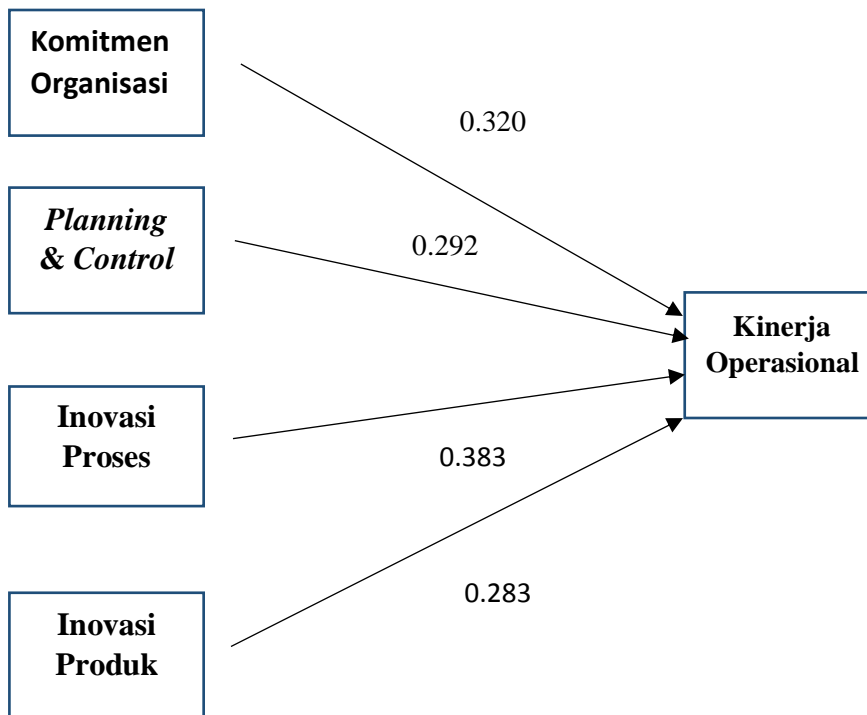 Komitmen
Organisasi
0.320
Planning
& Control
0.292
Kinerja
Operasional
Inovasi
Proses
0.383
0.283
Inovasi
Produk